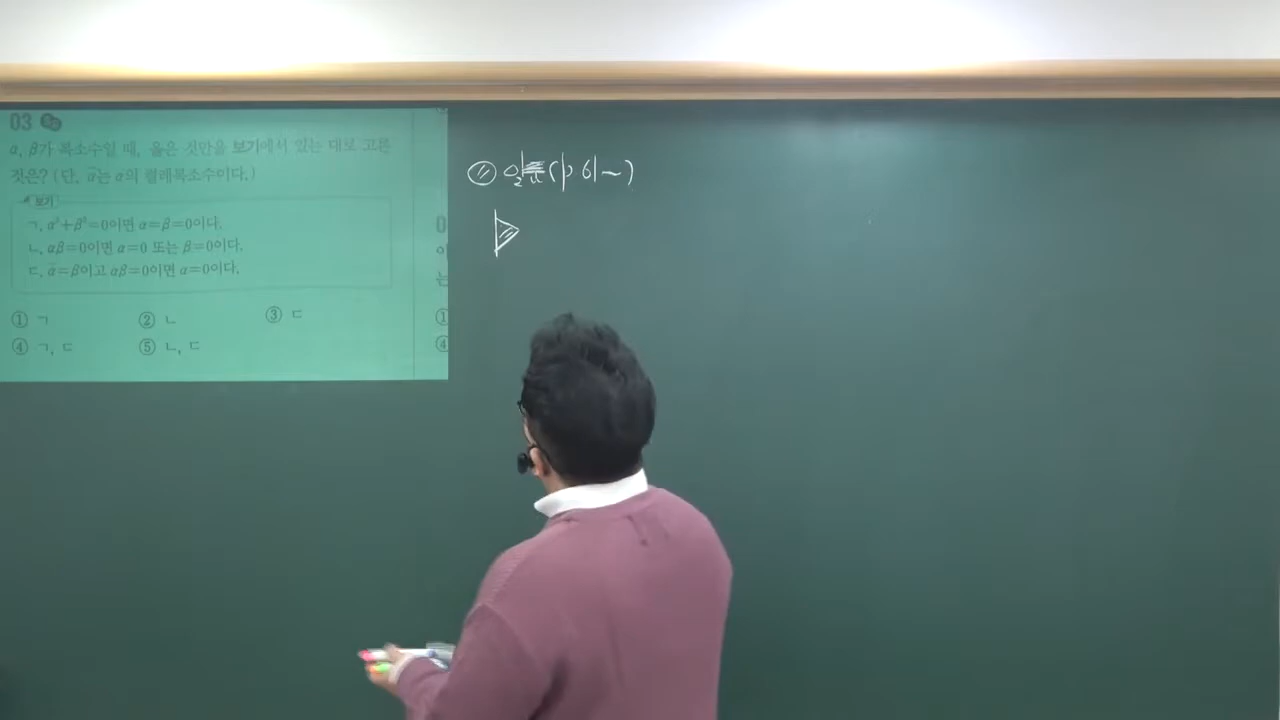 03
α, β가 복소수일 때, 옳은 것만을 보기에서 있는 대로 고른
것은? (단, ᾱ는 α의 켤레복소수이다.)
보기
ㄱ. α²+β²=0이면 α=β=0이다.
ㄴ. αβ=0이면 α=0 또는 β=0이다.
ㄷ. ᾱ=β이고 αβ=0이면 α=0이다.
① ㄱ ② ㄴ ③ ㄷ
④ ㄱ, ㄷ ⑤ ㄴ, ㄷ
(p 61~)